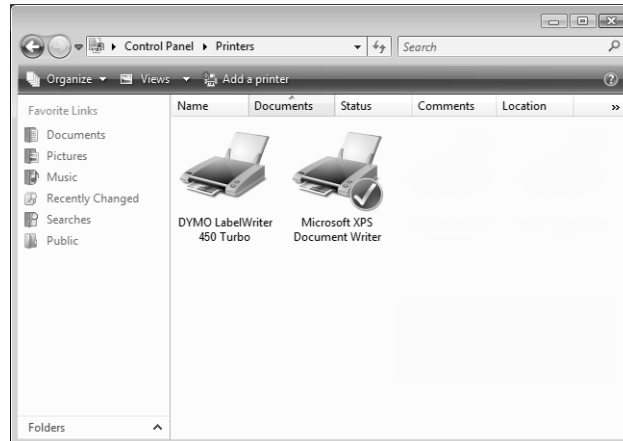 Control Panel Printers
Search
Organize Views Add a printer
Favorite Links
Documents
Pictures
Music
Recently Changed
Searches
Public
Folders
Name Documents Status Comments Location
DYMO LabelWriter
450 Turbo
Microsoft XPS
Document Writer